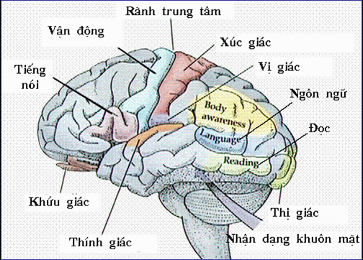 Rãnh trung tâm
Vận động
Xúc giác
Vị giác
Tiếng
nói
Ngôn ngữ
Body
awareness
Language
Đọc
Reading
Khứu giác
Thị giác
Thính giác
Nhận dạng khuôn mặt